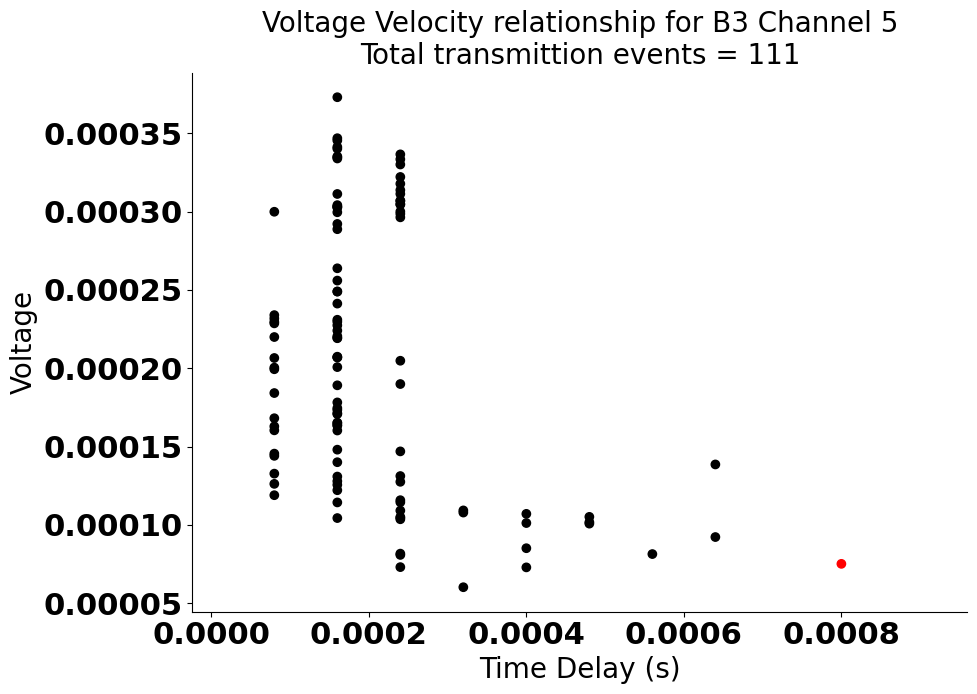 Voltage Velocity relationship for B3 Channel 5
Total transmittion events = 111
0.00035
0.00030
0.00025
0.00020
0.00015
0.00010
0.00005
Voltage
0.0000 0.0002 0.0004 0.0006 0.0008
Time Delay (s)